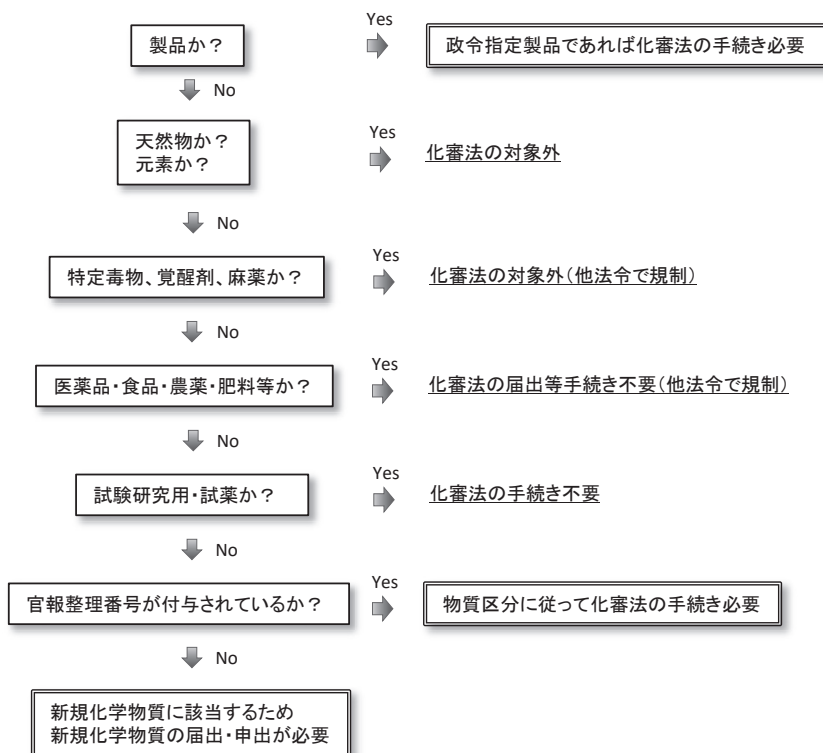 製品か？
Yes
政令指定製品であれば化審法の手続き必要
No
天然物か？
元素か？
Yes
化審法の対象外
No
特定毒物、覚醒剤、麻薬か？
Yes
化審法の対象外（他法令で規制）
No
医薬品・食品・農薬・肥料等か？
Yes
化審法の届出等手続き不要（他法令で規制）
No
試験研究用・試薬か？
Yes
化審法の手続き不要
No
官報整理番号が付与されているか？
Yes
物質区分に従って化審法の手続き必要
No
新規化学物質に該当するため
新規化学物質の届出・申出が必要